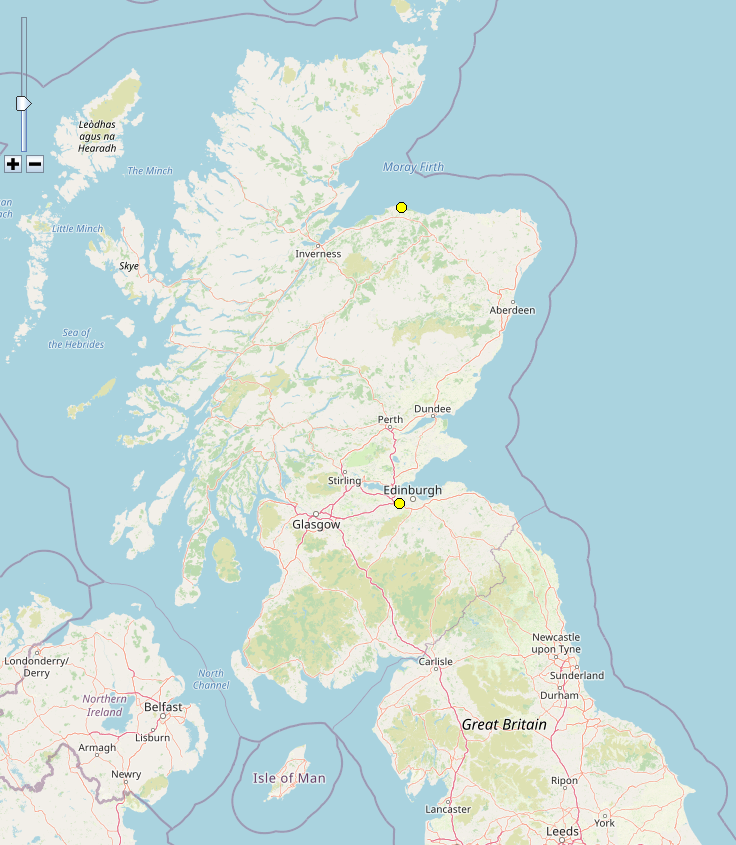 Leòdhas
agus na
Hearadh
The Minch
Moray Firth
an
ch
Little Minch
Inverness
Skye
Aberdeen
Sea of
the Hebrides
Dundee
Perth
Stirling
Edinburgh
Glasgow
Newcastle
upon Tyne
Londonderry/
Derry
Carlisle
North
Channel
Sunderland
Durham
Northern
Ireland
Belfast
Great Britain
Lisburn
Armagh
Newry
Isle of Man
Ripon
Lancaster
York
Leeds